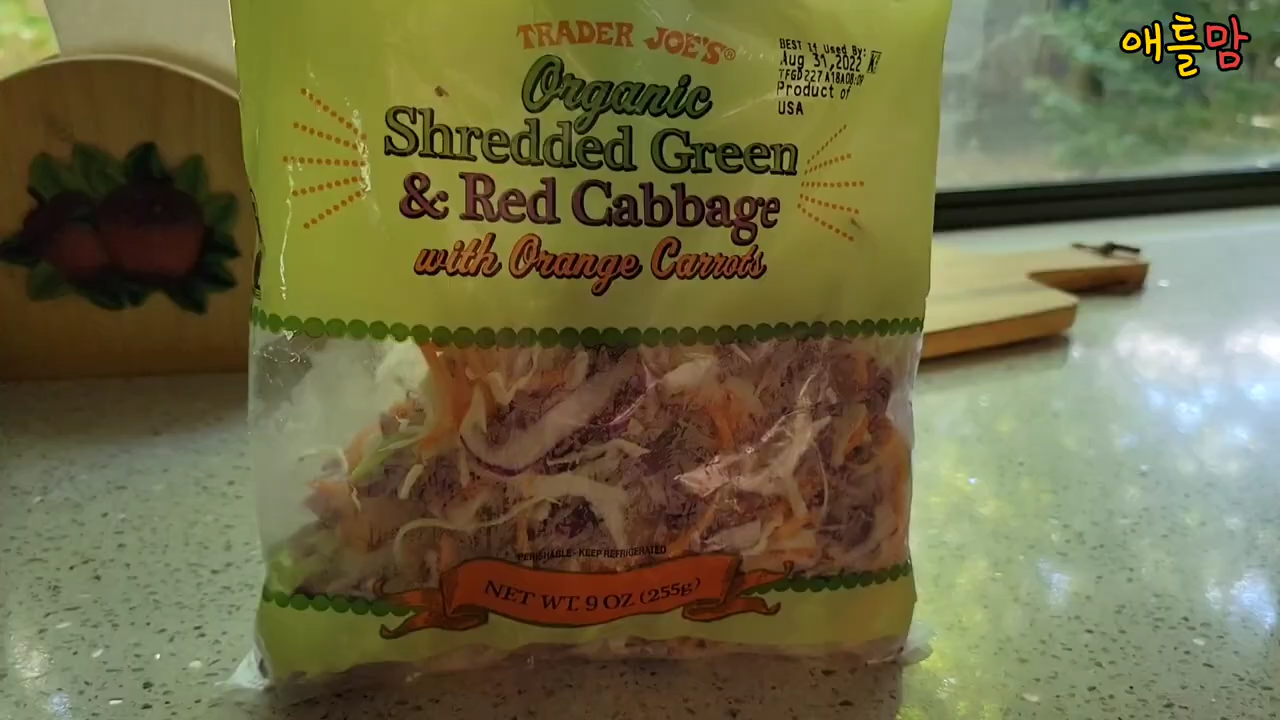 애틀맘
TRADER JOE'S®
BEST If Used By:
Aug 31,2022
Product of
USA
Organic
Shredded Green
& Red Cabbage
with Orange Carrots
PERISHABLE - KEEP REFRIGERATED
NET WT. 9 OZ (255g)